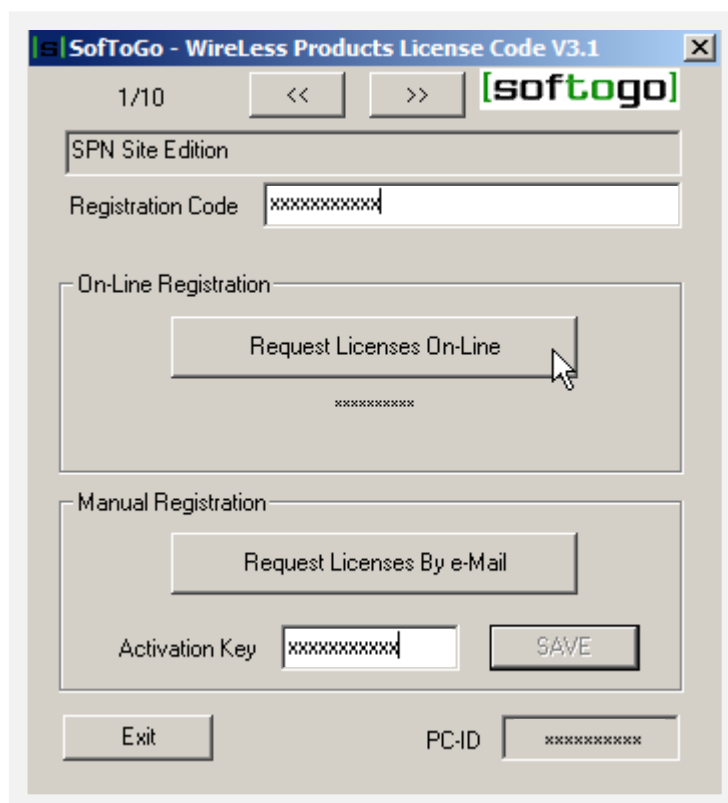 [s] SofToGo - WireLess Products License Code V3.1
1/10 << >> [softogo]
SPN Site Edition
Registration Code xxxxxxxxxxx
On-Line Registration
Request Licenses On-Line
xxxxxxxxxx
Manual Registration
Request Licenses By e-Mail
Activation Key xxxxxxxxxxx SAVE
Exit PC-ID xxxxxxxxxx